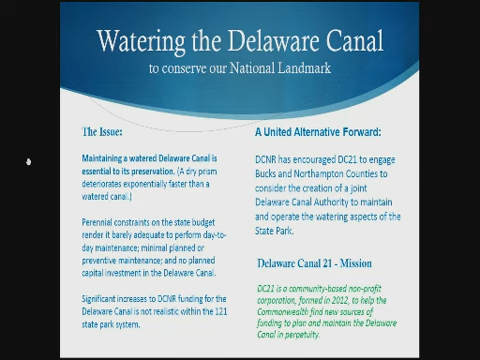 Watering the Delaware Canal
to conserve our National Landmark
The Issue:
Maintaining a watered Delaware Canal is
essential to its preservation. (A dry prism
deteriorates exponentially faster than a
watered canal.)
Perennial constraints on the state budget
render it barely adequate to perform day-to-
day maintenance; minimal planned or
preventive maintenance; and no planned
capital investment in the Delaware Canal.
Significant increases to DCNR funding for the
Delaware Canal is not realistic within the 121
state park system.
A United Alternative Forward:
DCNR has encouraged DC21 to engage
Bucks and Northampton Counties to
consider the creation of a joint
Delaware Canal Authority to maintain
and operate the watering aspects of the
State Park.
Delaware Canal 21 - Mission
DC21 is a community-based non-profit
corporation, formed in 2012, to help the
Commonwealth find new sources of
funding to plan and maintain the Delaware
Canal in perpetuity.